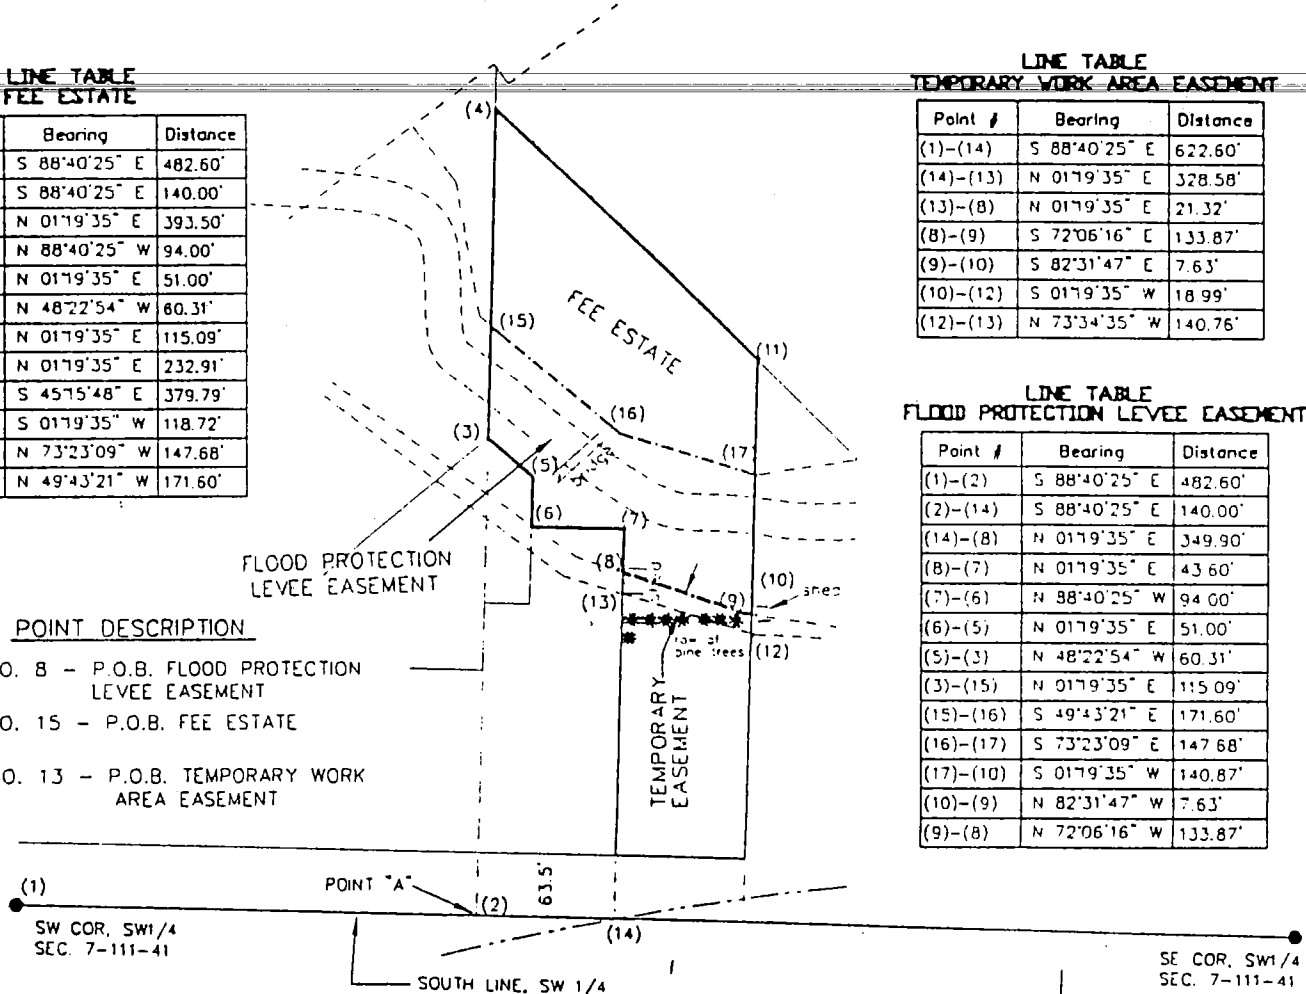 LINE TABLE
FEE ESTATE
Bearing Distance
S 88°40'25" E 482.60'
S 88°40'25" E 140.00'
N 01°19'35" E 393.50'
N 88°40'25" W 94.00'
N 01°19'35" E 51.00'
N 48°22'54" W 60.31'
N 01°19'35" E 115.09'
N 01°19'35" E 232.91'
S 45°15'48" E 379.79'
S 01°19'35" W 118.72'
N 73°23'09" W 147.68'
N 49°43'21" W 171.60'
LINE TABLE
TEMPORARY WORK AREA EASEMENT
Point # Bearing Distance
(1)-(14) S 88°40'25" E 622.60'
(14)-(13) N 01°19'35" E 328.58'
(13)-(8) N 01°19'35" E 21.32'
(8)-(9) S 72°06'16" E 133.87'
(9)-(10) S 82°31'47" E 7.63'
(10)-(12) S 01°19'35" W 18.99'
(12)-(13) N 73°34'35" W 140.76'
LINE TABLE
FLOOD PROTECTION LEVEE EASEMENT
Point # Bearing Distance
(1)-(2) S 88°40'25" E 482.60'
(2)-(14) S 88°40'25" E 140.00'
(14)-(8) N 01°19'35" E 349.90'
(8)-(7) N 01°19'35" E 43.60'
(7)-(6) N 88°40'25" W 94.00'
(6)-(5) N 01°19'35" E 51.00'
(5)-(3) N 48°22'54" W 60.31'
(3)-(15) N 01°19'35" E 115.09'
(15)-(16) S 49°43'21" E 171.60'
(16)-(17) S 73°23'09" E 147.68'
(17)-(10) S 01°19'35" W 140.87'
(10)-(9) N 82°31'47" W 7.63'
(9)-(8) N 72°06'16" W 133.87'
(4)
FEE ESTATE
(15)
(11)
(16)
(3)
(17)
(5)
(6)
(7)
FLOOD PROTECTION
LEVEE EASEMENT
(8)
(10)
shed
(13)
(9)
row of
pine trees
(12)
TEMPORARY
EASEMENT
POINT DESCRIPTION
O. 8 - P.O.B. FLOOD PROTECTION
LEVEE EASEMENT
O. 15 - P.O.B. FEE ESTATE
O. 13 - P.O.B. TEMPORARY WORK
AREA EASEMENT
63.5'
(1)
POINT "A"
(2)
(14)
SW COR, SW1/4
SEC. 7-111-41
SOUTH LINE, SW 1/4
SE COR, SW1/4
SEC. 7-111-41